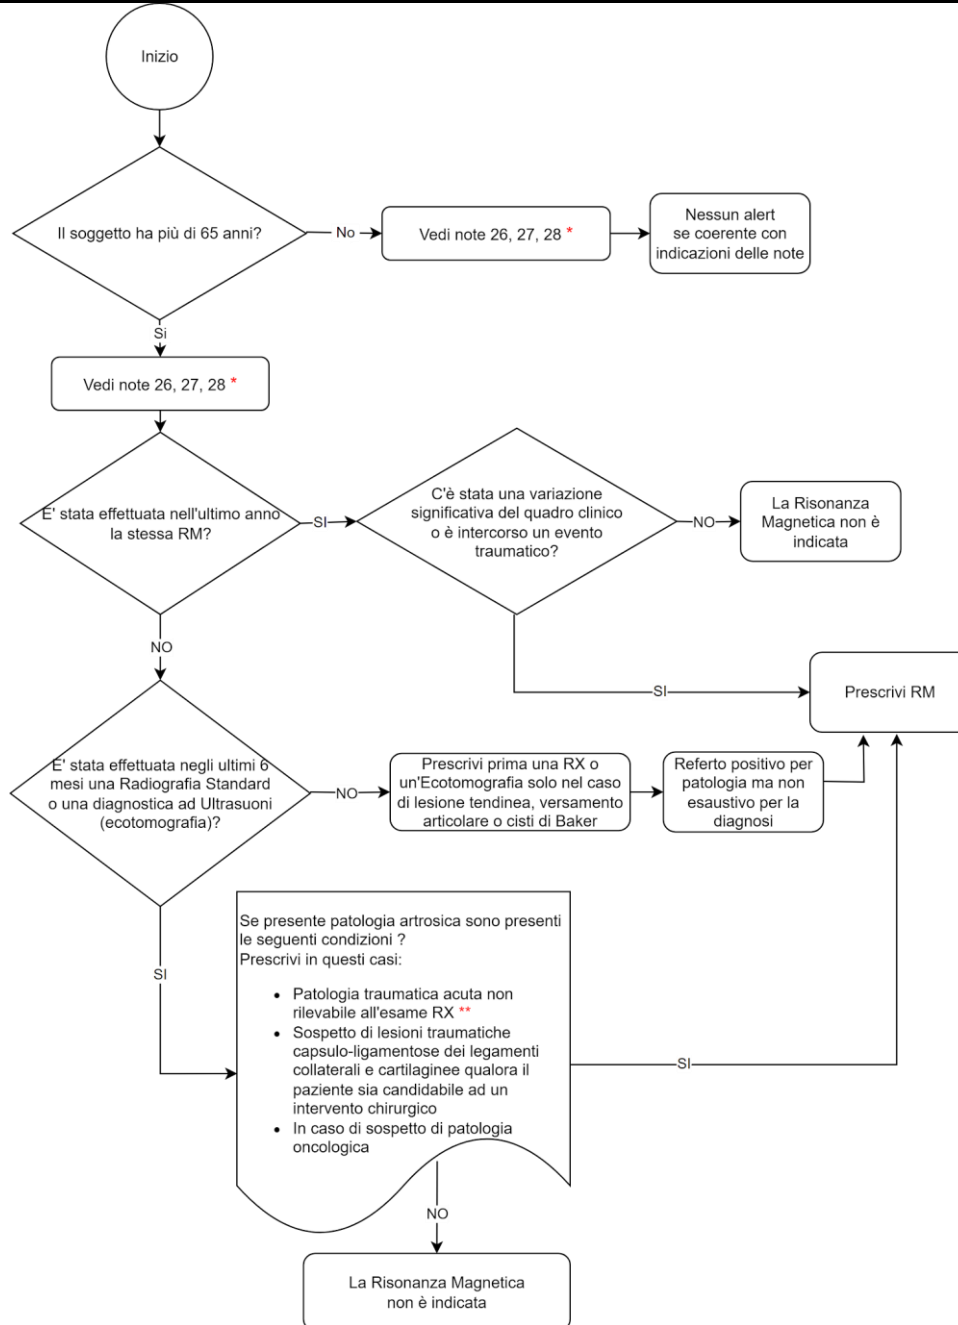 Inizio
Il soggetto ha più di 65 anni?
No
Vedi note 26, 27, 28 *
Nessun alert
se coerente con
indicazioni delle note
Si
Vedi note 26, 27, 28 *
E' stata effettuata nell'ultimo anno
la stessa RM?
SI
C'è stata una variazione
significativa del quadro clinico
o è intercorso un evento
traumatico?
NO
La Risonanza
Magnetica non è
indicata
NO
SI
Prescrivi RM
E' stata effettuata negli ultimi 6
mesi una Radiografia Standard
o una diagnostica ad Ultrasuoni
(ecotomografia)?
NO
Prescrivi prima una RX o
un'Ecotomografia solo nel caso
di lesione tendinea, versamento
articolare o cisti di Baker
Referto positivo per
patologia ma non
esaustivo per la
diagnosi
SI
Se presente patologia artrosica sono presenti
le seguenti condizioni ?
Prescrivi in questi casi:
• Patologia traumatica acuta non
rilevabile all'esame RX **
• Sospetto di lesioni traumatiche
capsulo-ligamentose dei legamenti
collaterali e cartilaginee qualora il
paziente sia candidabile ad un
intervento chirurgico
• In caso di sospetto di patologia
oncologica
SI
NO
La Risonanza Magnetica
non è indicata